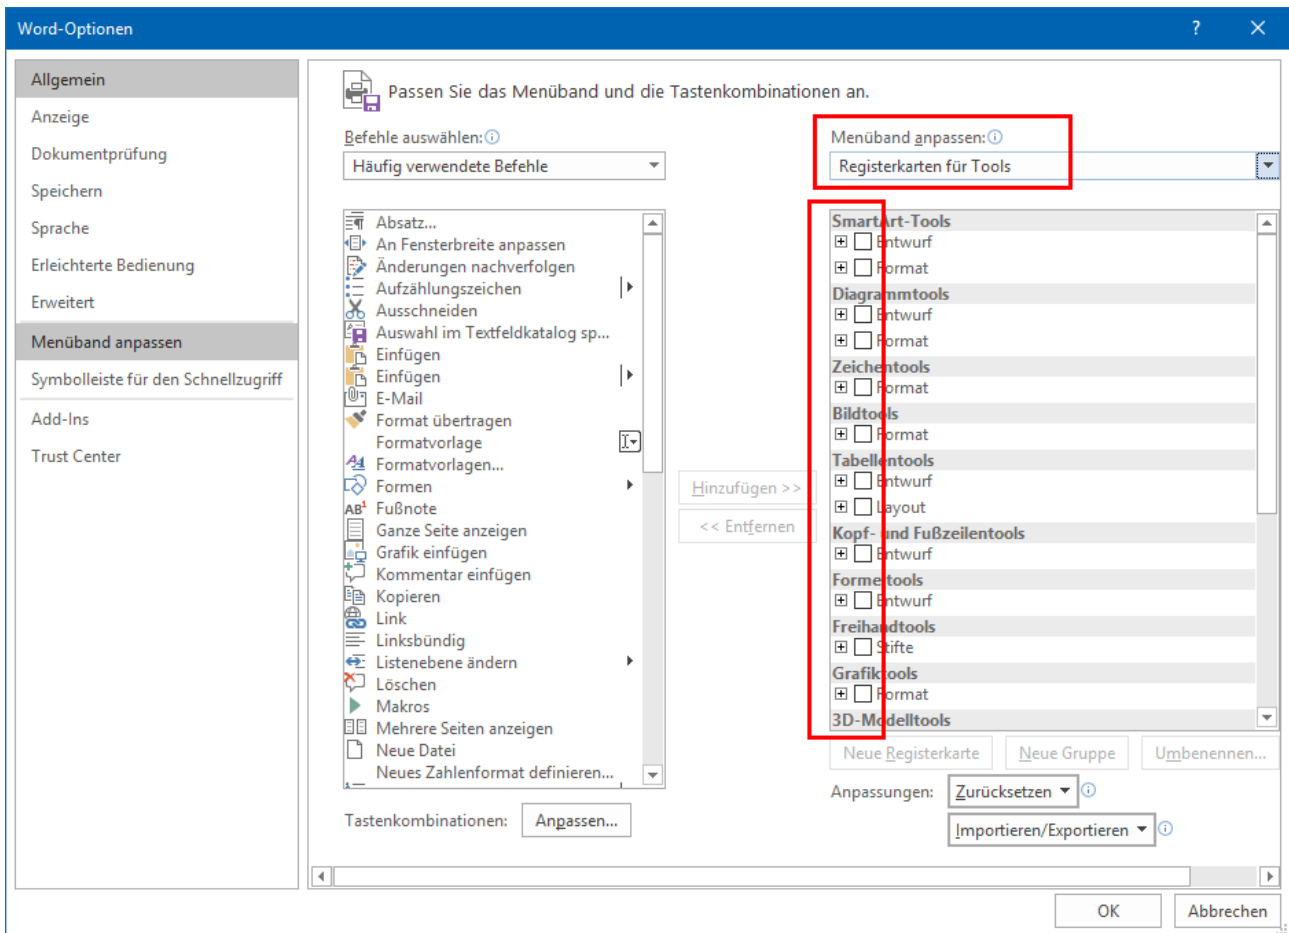 Word-Optionen
?
Allgemein
Anzeige
Dokumentprüfung
Speichern
Sprache
Erleichterte Bedienung
Erweitert
Menüband anpassen
Symbolleiste für den Schnellzugriff
Add-Ins
Trust Center
Passen Sie das Menüband und die Tastenkombinationen an.
Befehle auswählen:
Häufig verwendete Befehle
Absatz...
An Fensterbreite anpassen
Änderungen nachverfolgen
Aufzählungszeichen
Ausschneiden
Auswahl im Textfeldkatalog sp...
Einfügen
Einfügen
E-Mail
Format übertragen
Formatvorlage
Formatvorlagen...
Formen
Fußnote
Ganze Seite anzeigen
Grafik einfügen
Kommentar einfügen
Kopieren
Link
Linksbündig
Listenebene ändern
Löschen
Makros
Mehrere Seiten anzeigen
Neue Datei
Neues Zahlenformat definieren...
Tastenkombinationen: Anpassen...
Hinzufügen >>
<< Entfernen
Menüband anpassen:
Registerkarten für Tools
SmartArt-Tools
Entwurf
Format
Diagrammtools
Entwurf
Format
Zeichentools
Format
Bildtools
Format
Tabellentools
Entwurf
Layout
Kopf- und Fußzeilentools
Entwurf
Formeltools
Entwurf
Freihandtools
Stifte
Grafiktools
Format
3D-Modelltools
Neue Registerkarte Neue Gruppe Umbenennen...
Anpassungen: Zurücksetzen
Importieren/Exportieren
OK Abbrechen